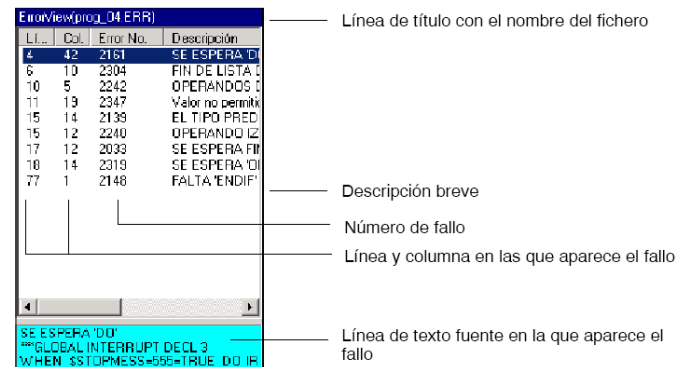 ErrorView(prog_04.ERR)
Línea de título con el nombre del fichero
Lí... Col. Error No. Descripción
4 42 2161 SE ESPERA 'D
6 10 2304 FIN DE LISTA
10 5 2242 OPERANDOS
11 19 2347 Valor no permiti
15 14 2139 EL TIPO PRED
15 12 2240 OPERANDO IZ
17 12 2033 SE ESPERA FIN
18 14 2319 SE ESPERA
77 1 2148 FALTA 'ENDIF'
Descripción breve
Número de fallo
Línea y columna en las que aparece el fallo
SE ESPERA 'DO'
GLOBAL INTERRUPT DECL 3
WHEN $STOPMESS=555=TRUE DO IR
Línea de texto fuente en la que aparece el
fallo